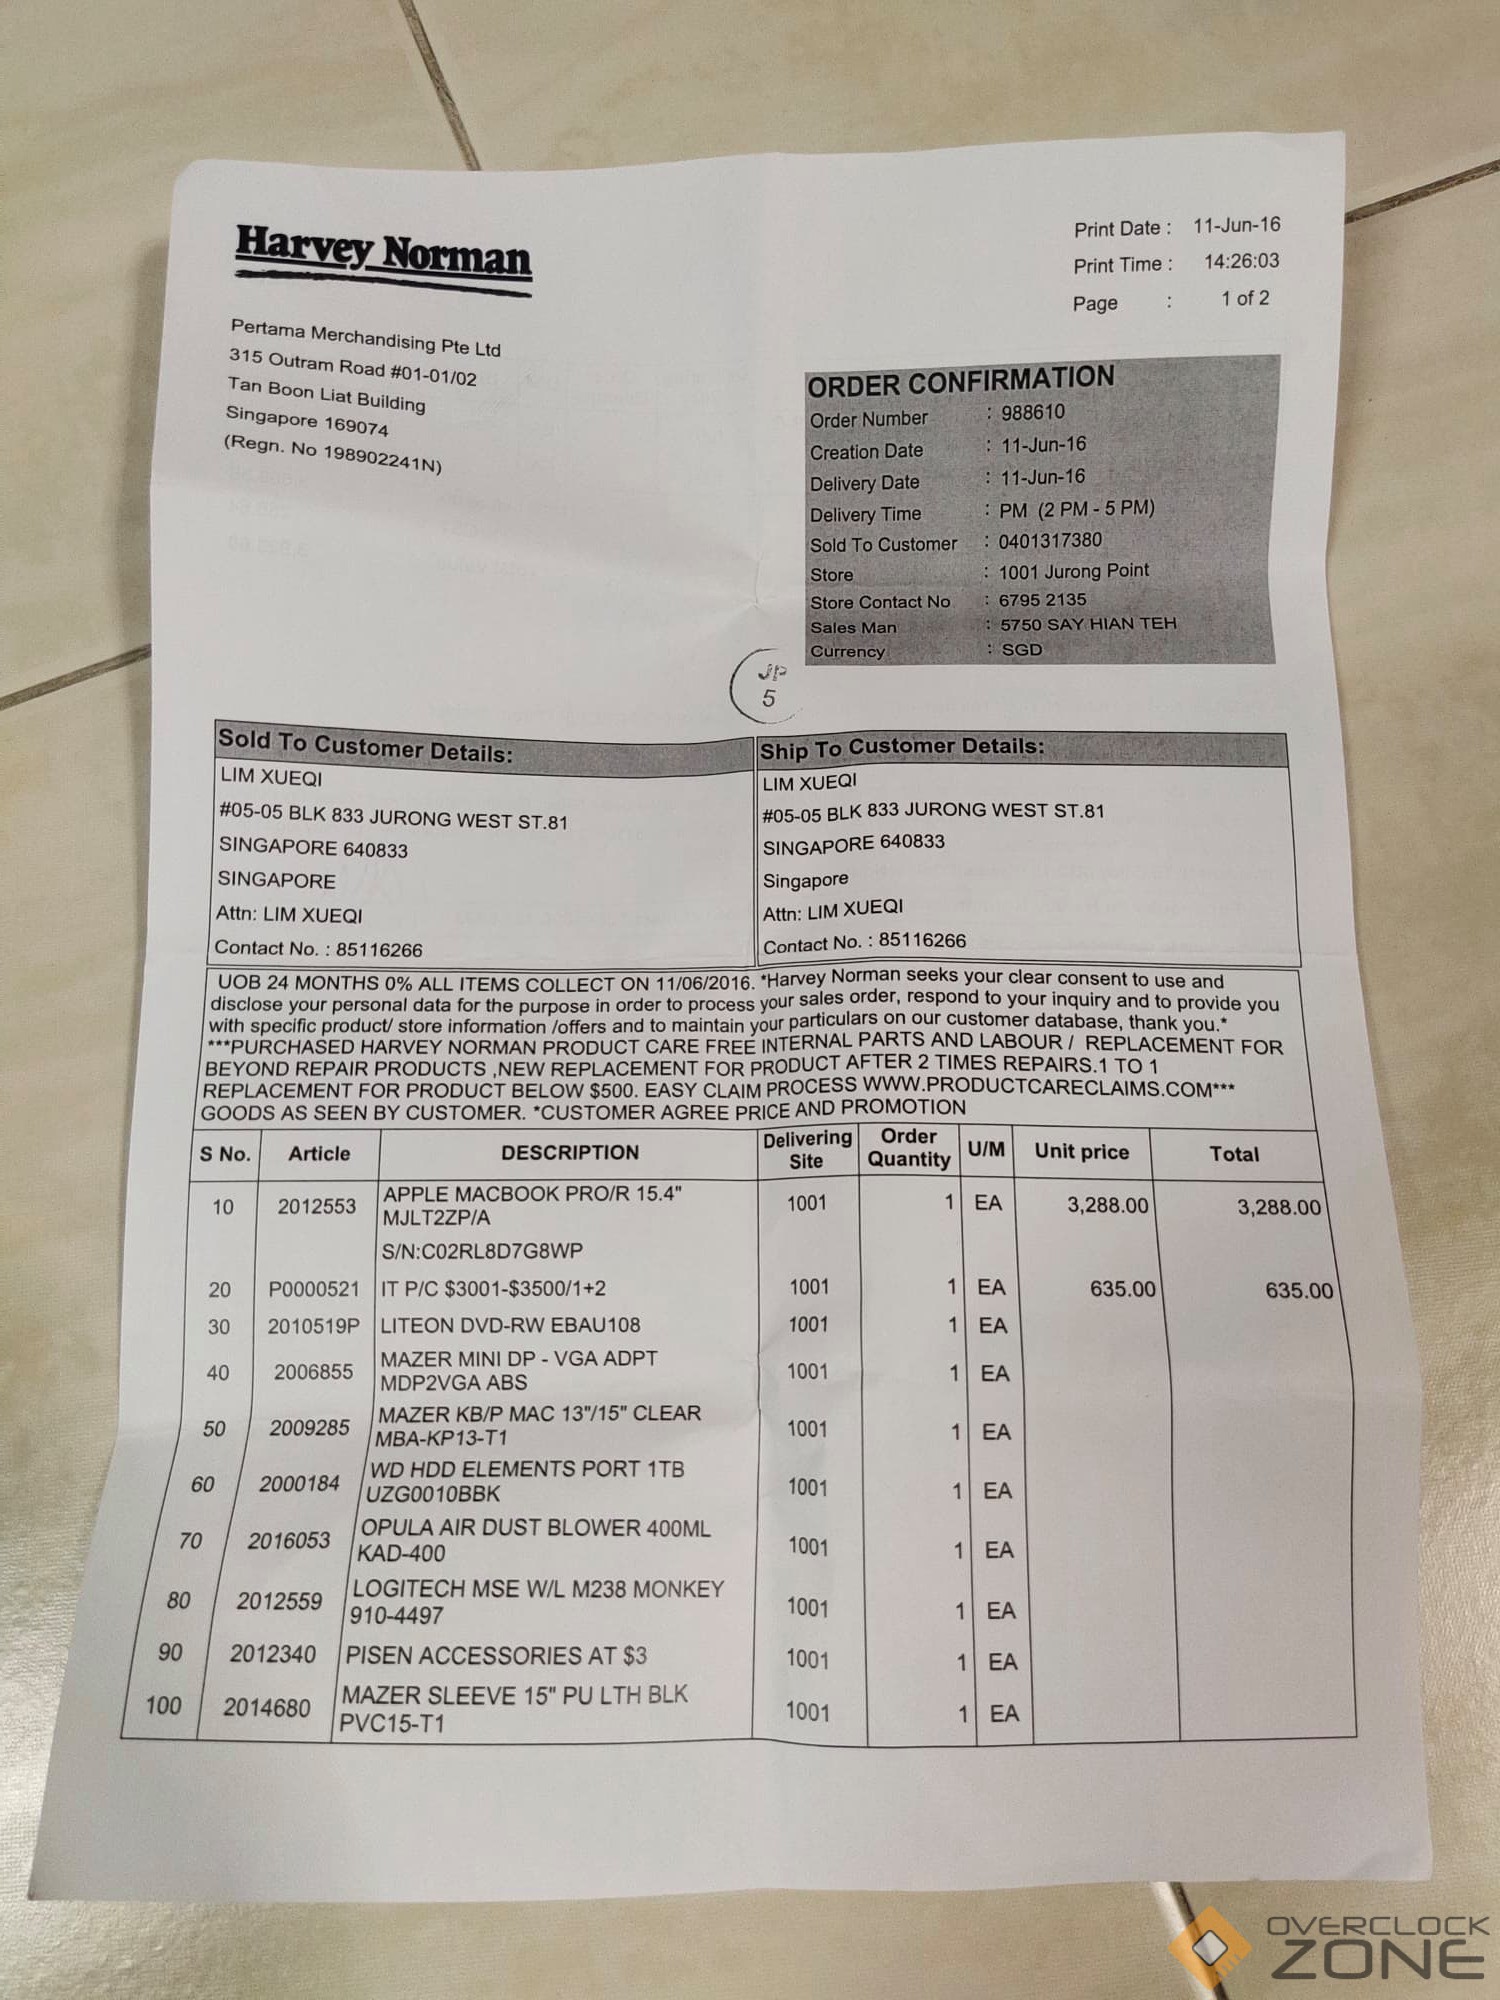 Harvey Norman
Pertama Merchandising Pte Ltd
315 Outram Road #01-01/02
Tan Boon Liat Building
Singapore 169074
(Regn. No 198902241N)
Print Date : 11-Jun-16
Print Time : 14:26:03
Page : 1 of 2
ORDER CONFIRMATION
Order Number : 988610
Creation Date : 11-Jun-16
Delivery Date : 11-Jun-16
Delivery Time : PM (2 PM - 5 PM)
Sold To Customer : 0401317380
Store : 1001 Jurong Point
Store Contact No : 6795 2135
Sales Man : 5750 SAY HIAN TEH
Currency : SGD
JP
5
Sold To Customer Details:
LIM XUEQI
#05-05 BLK 833 JURONG WEST ST.81
SINGAPORE 640833
SINGAPORE
Attn: LIM XUEQI
Contact No. : 85116266
Ship To Customer Details:
LIM XUEQI
#05-05 BLK 833 JURONG WEST ST.81
SINGAPORE 640833
Singapore
Attn: LIM XUEQI
Contact No. : 85116266
UOB 24 MONTHS 0% ALL ITEMS COLLECT ON 11/06/2016. *Harvey Norman seeks your clear consent to use and
disclose your personal data for the purpose in order to process your sales order, respond to your inquiry and to provide you
with specific product/ store information /offers and to maintain your particulars on our customer database, thank you.*
***PURCHASED HARVEY NORMAN PRODUCT CARE FREE INTERNAL PARTS AND LABOUR / REPLACEMENT FOR
BEYOND REPAIR PRODUCTS ,NEW REPLACEMENT FOR PRODUCT AFTER 2 TIMES REPAIRS.1 TO 1
REPLACEMENT FOR PRODUCT BELOW $500. EASY CLAIM PROCESS WWW.PRODUCTCARECLAIMS.COM***
GOODS AS SEEN BY CUSTOMER. *CUSTOMER AGREE PRICE AND PROMOTION
S No. Article DESCRIPTION Delivering Site Order Quantity U/M Unit price Total
10 2012553 APPLE MACBOOK PRO/R 15.4" 1001 1 EA 3,288.00 3,288.00
MJLT2ZP/A
S/N:C02RL8D7G8WP
20 P0000521 IT P/C $3001-$3500/1+2 1001 1 EA 635.00 635.00
30 2010519P LITEON DVD-RW EBAU108 1001 1 EA
40 2006855 MAZER MINI DP - VGA ADPT 1001 1 EA
MDP2VGA ABS
50 2009285 MAZER KB/P MAC 13"/15" CLEAR 1001 1 EA
MBA-KP13-T1
60 2000184 WD HDD ELEMENTS PORT 1TB 1001 1 EA
UZG0010BBK
70 2016053 OPULA AIR DUST BLOWER 400ML 1001 1 EA
KAD-400
80 2012559 LOGITECH MSE W/L M238 MONKEY 1001 1 EA
910-4497
90 2012340 PISEN ACCESSORIES AT $3 1001 1 EA
100 2014680 MAZER SLEEVE 15" PU LTH BLK 1001 1 EA
PVC15-T1
OVERCLOCK
ZONE